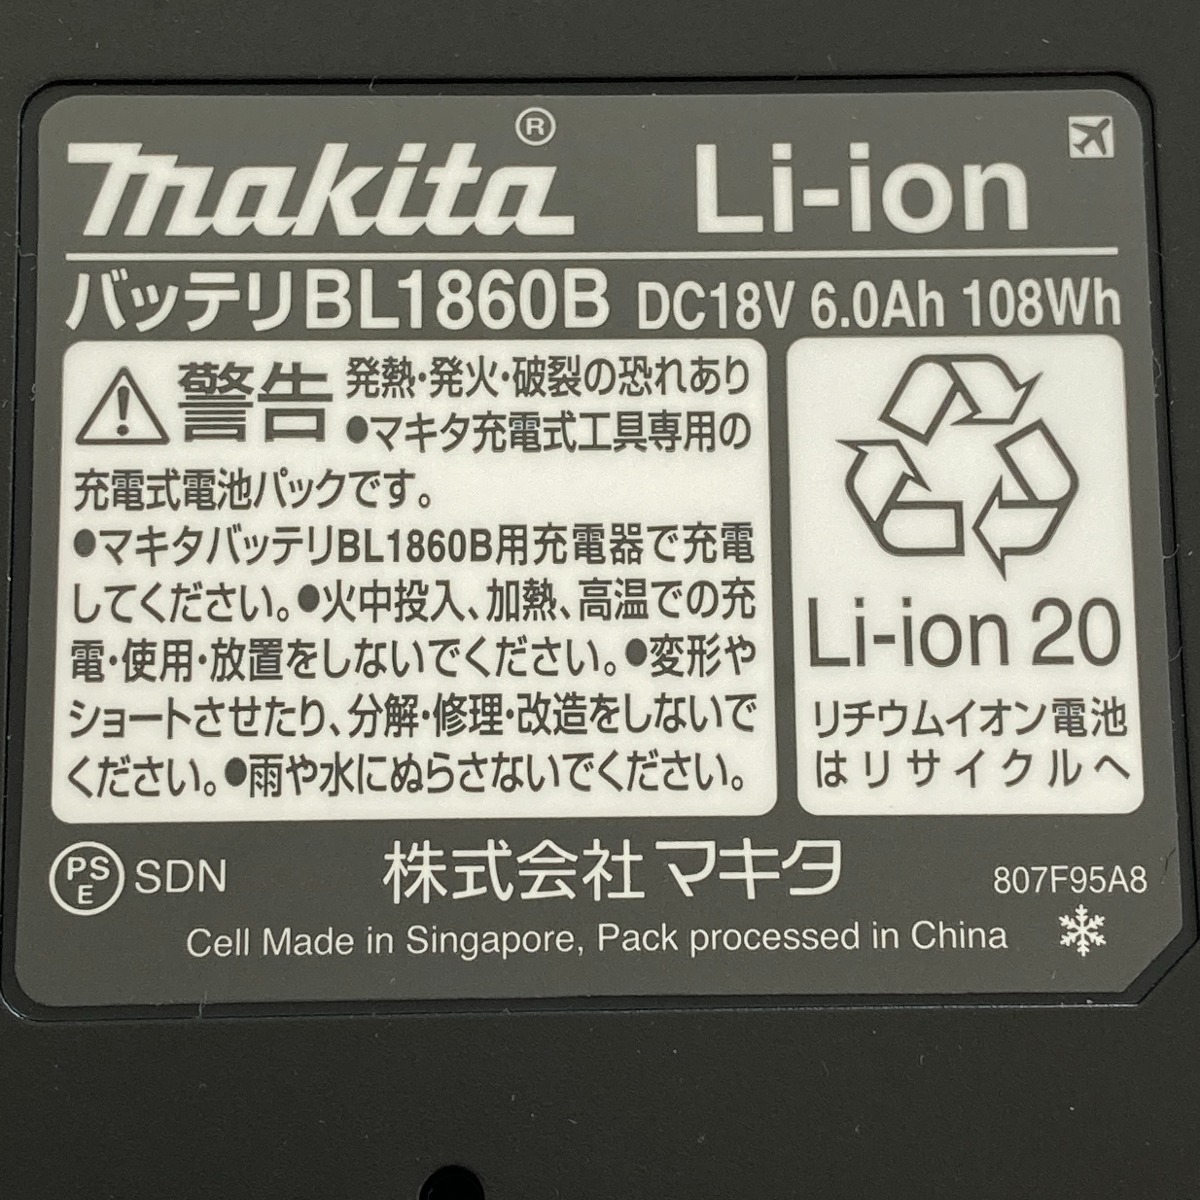 makita® Li-ion
バッテリBL1860B DC18V 6.0Ah 108Wh
警告 発熱・発火・破裂の恐れあり
●マキタ充電式工具専用の
充電式電池パックです。
●マキタバッテリBL1860B用充電器で充電
してください。●火中投入、加熱、高温での充
電・使用・放置をしないでください。●変形や
ショートさせたり、分解・修理・改造をしないで
ください。●雨や水にぬらさないでください。
Li-ion 20
リチウムイオン電池
はリサイクルへ
PS
E
SDN
株式会社マキタ
807F95A8
Cell Made in Singapore, Pack processed in China